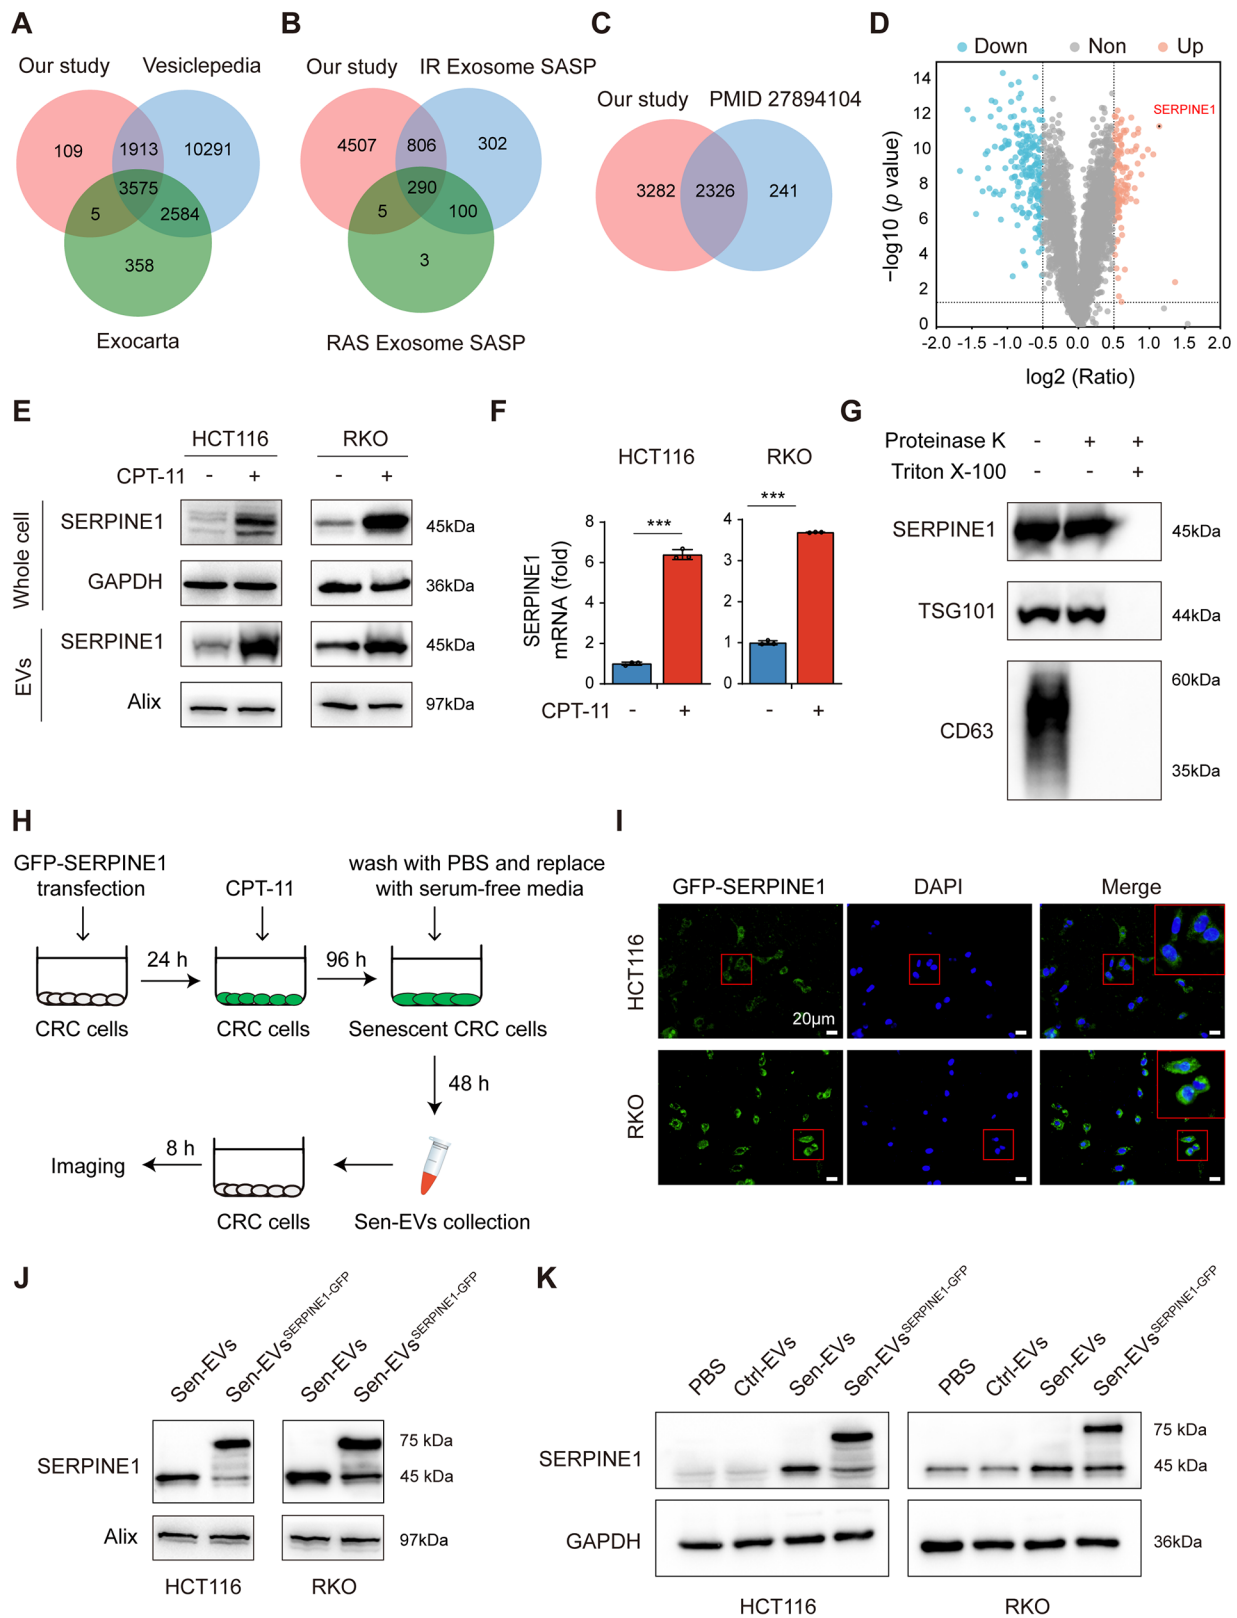 A
Our study
Vesiclepedia
109
1913
10291
3575
5
2584
358
Exocarta
B
Our study
IR Exosome SASP
4507
806
302
290
5
100
3
RAS Exosome SASP
C
Our study
PMID 27894104
3282
2326
241
D
Down
Non
Up
SERPINE1
14
12
10
8
6
4
2
0
−log10 (p value)
-2.0 -1.5 -1.0 -0.5 0.0 0.5 1.0 1.5 2.0
log2 (Ratio)
E
HCT116
RKO
CPT-11 - + - +
Whole cell
SERPINE1
45kDa
GAPDH
36kDa
EVs
SERPINE1
45kDa
Alix
97kDa
F
HCT116
RKO
SERPINE1
mRNA (fold)
***
8
6
4
2
0
***
4
3
2
1
0
CPT-11 - + - +
G
Proteinase K - + +
Triton X-100 - - +
SERPINE1
45kDa
TSG101
44kDa
60kDa
CD63
35kDa
H
GFP-SERPINE1
transfection
CPT-11
wash with PBS and replace
with serum-free media
24 h
96 h
CRC cells
CRC cells
Senescent CRC cells
48 h
Imaging
8 h
CRC cells
Sen-EVs collection
I
GFP-SERPINE1
DAPI
Merge
HCT116
20μm
RKO
J
Sen-EVs
Sen-EVsSERPINE1-GFP
Sen-EVs
Sen-EVsSERPINE1-GFP
SERPINE1
75 kDa
45 kDa
Alix
97kDa
HCT116
RKO
K
PBS
Ctrl-EVs
Sen-EVs
Sen-EVsSERPINE1-GFP
PBS
Ctrl-EVs
Sen-EVs
Sen-EVsSERPINE1-GFP
SERPINE1
75 kDa
45 kDa
GAPDH
36kDa
HCT116
RKO